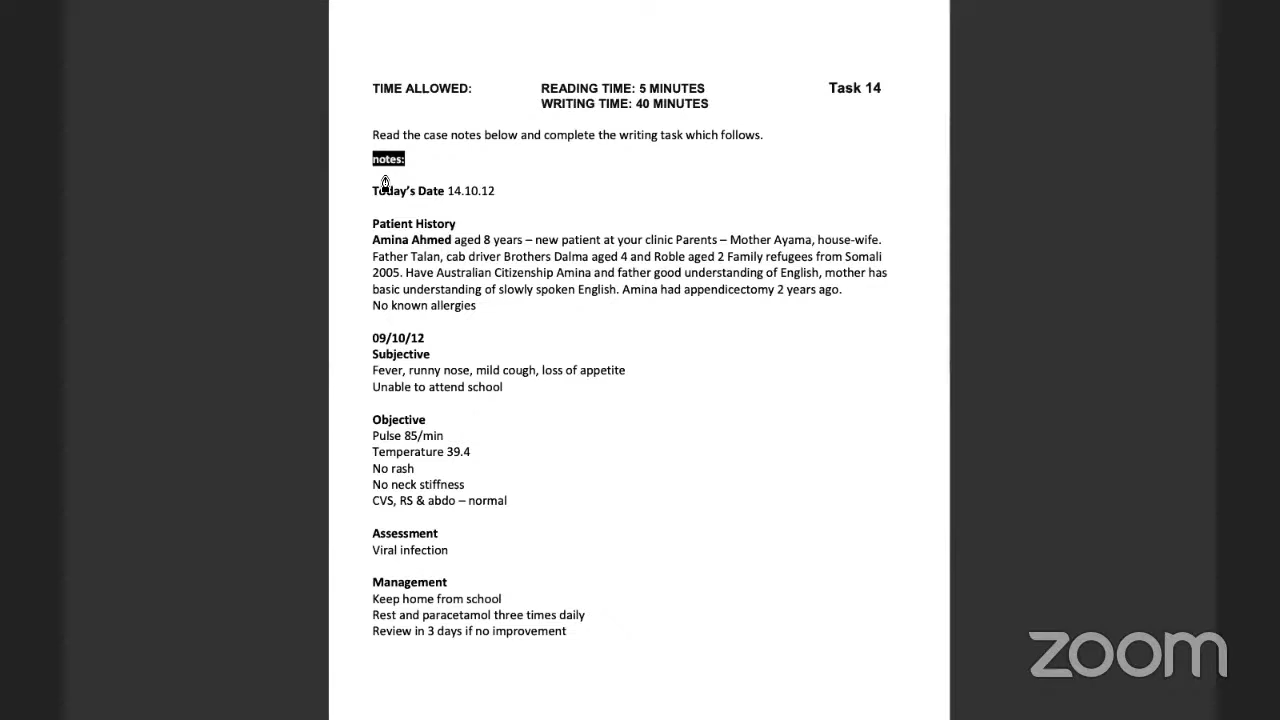 TIME ALLOWED: READING TIME: 5 MINUTES Task 14
WRITING TIME: 40 MINUTES
Read the case notes below and complete the writing task which follows.
notes:
Today's Date 14.10.12
Patient History
Amina Ahmed aged 8 years – new patient at your clinic Parents – Mother Ayama, house-wife.
Father Talan, cab driver Brothers Dalma aged 4 and Roble aged 2 Family refugees from Somali
2005. Have Australian Citizenship Amina and father good understanding of English, mother has
basic understanding of slowly spoken English. Amina had appendicectomy 2 years ago.
No known allergies
09/10/12
Subjective
Fever, runny nose, mild cough, loss of appetite
Unable to attend school
Objective
Pulse 85/min
Temperature 39.4
No rash
No neck stiffness
CVS, RS & abdo – normal
Assessment
Viral infection
Management
Keep home from school
Rest and paracetamol three times daily
Review in 3 days if no improvement
zoom